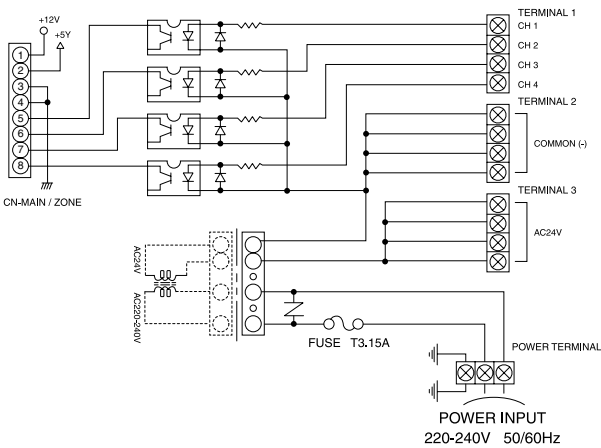 +12V
+5Y
1
2
3
4
5
6
7
8
CN-MAIN / ZONE
TERMINAL 1
CH 1
CH 2
CH 3
CH 4
TERMINAL 2
COMMON (-)
TERMINAL 3
AC24V
AC24V
AC220-240V
FUSE T3.15A
POWER TERMINAL
POWER INPUT
220-240V 50/60Hz